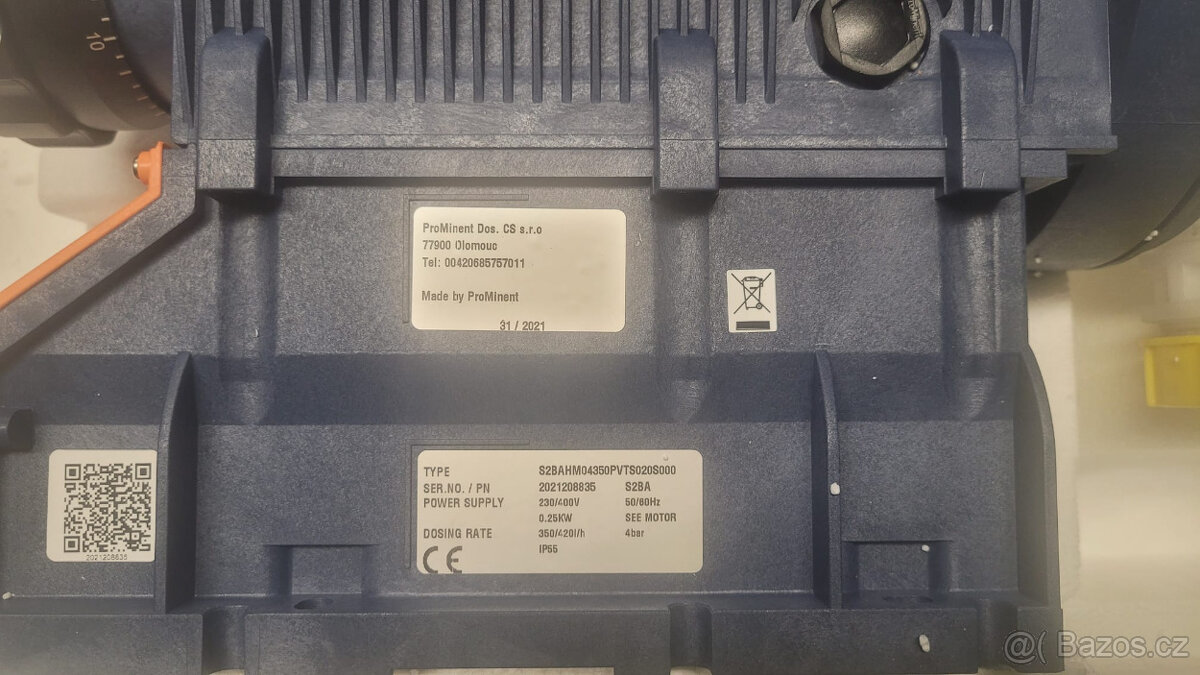 10
ProMinent Dos. CS s.r.o
77900 Olomouc
Tel: 00420685757011
Made by ProMinent
31 / 2021
TYPE S2BAHM04350PVTS020S000
SER.NO. / PN 2021208835 S2BA
POWER SUPPLY 230/400V 50/60Hz
0.25KW SEE MOTOR
DOSING RATE 350/420l/h 4bar
IP55
CE
2021208835
@( Bazos.cz